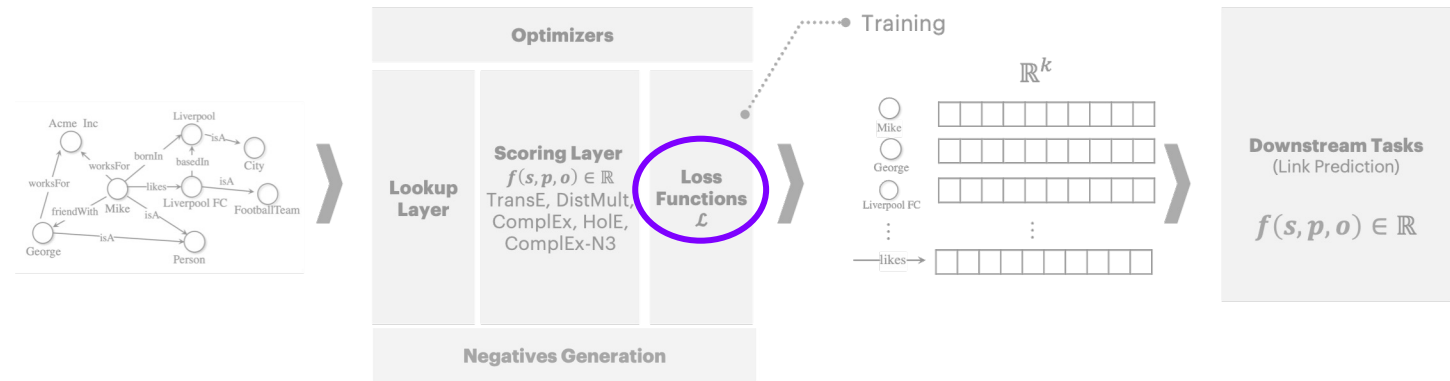 Acme Inc
Liverpool
isA
City
bornIn
worksFor
basedIn
worksFor
likes
isA
Mike
Liverpool FC
FootballTeam
friendWith
isA
George
isA
Person
Optimizers
Lookup
Layer
Scoring Layer
f(s, p, o) ∈ ℝ
TransE, DistMult,
ComplEx, HolE,
ComplEx-N3
Loss
Functions
ℒ
Negatives Generation
Training
ℝᵏ
Mike
George
Liverpool FC
likes
Downstream Tasks
(Link Prediction)
f(s, p, o) ∈ ℝ